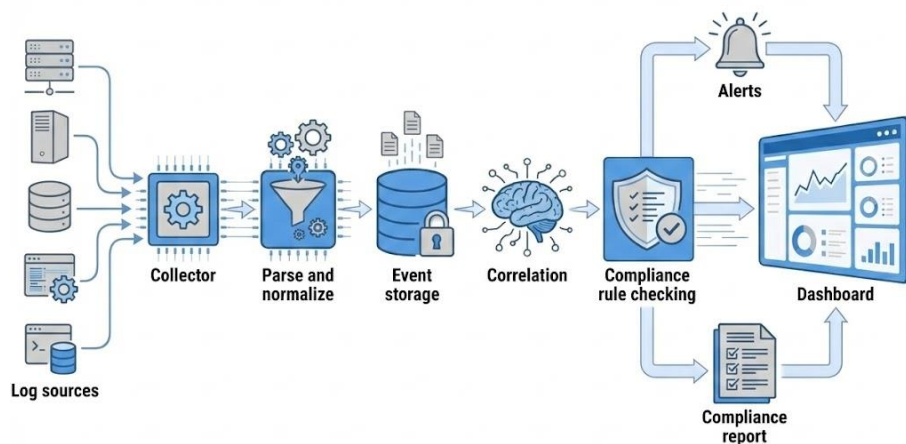 Log sources
Collector
Parse and
normalize
Event
storage
Correlation
Compliance
rule checking
Alerts
Compliance
report
Dashboard